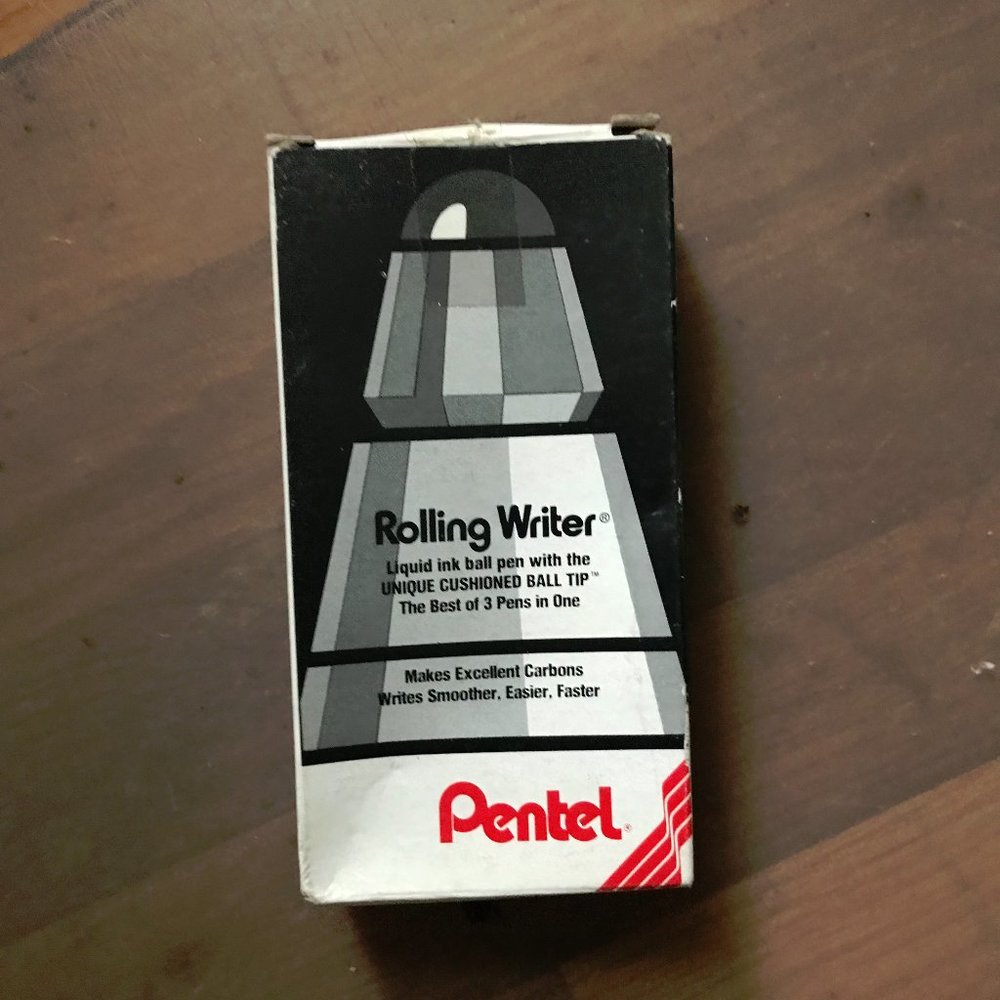 Rolling Writer®
Liquid ink ball pen with the
UNIQUE CUSHIONED BALL TIP™
The Best of 3 Pens in One
Makes Excellent Carbons
Writes Smoother, Easier, Faster
Pentel®